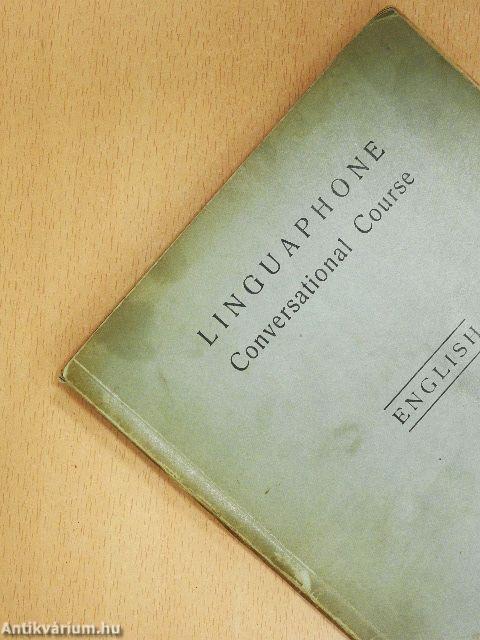 LINGUAPHONE
Conversational Course
ENGLISH
Antikvárium.hu